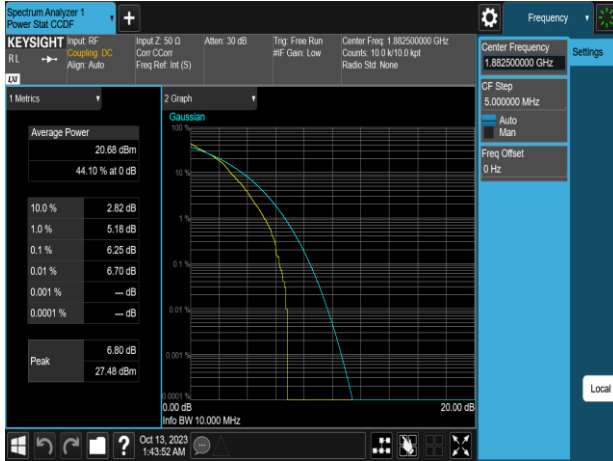 Spectrum Analyzer 1
Power Stat CCDF
+
Frequency
KEYSIGHT
RL
LXI
Input: RF
Coupling: DC
Align: Auto
Input Z: 50 Ω
Corr CCorr
Freq Ref: Int (S)
Atten: 30 dB
Trig: Free Run
#IF Gain: Low
Center Freq: 1.882500000 GHz
Counts: 10.0 k/10.0 kpt
Radio Std: None
Center Frequency
1.882500000 GHz
Settings
CF Step
5.000000 MHz
Auto
Man
Freq Offset
0 Hz
1 Metrics
Average Power
20.68 dBm
44.10 % at 0 dB
10.0 % 2.82 dB
1.0 % 5.18 dB
0.1 % 6.25 dB
0.01 % 6.70 dB
0.001 % --- dB
0.0001 % --- dB
Peak 6.80 dB
27.48 dBm
2 Graph
Gaussian
100 %
10 %
1 %
0.1 %
0.01 %
0.001 %
0.0001 %
0.00 dB 20.00 dB
Info BW 10.000 MHz
Local
?
Oct 13, 2023
1:43:52 AM